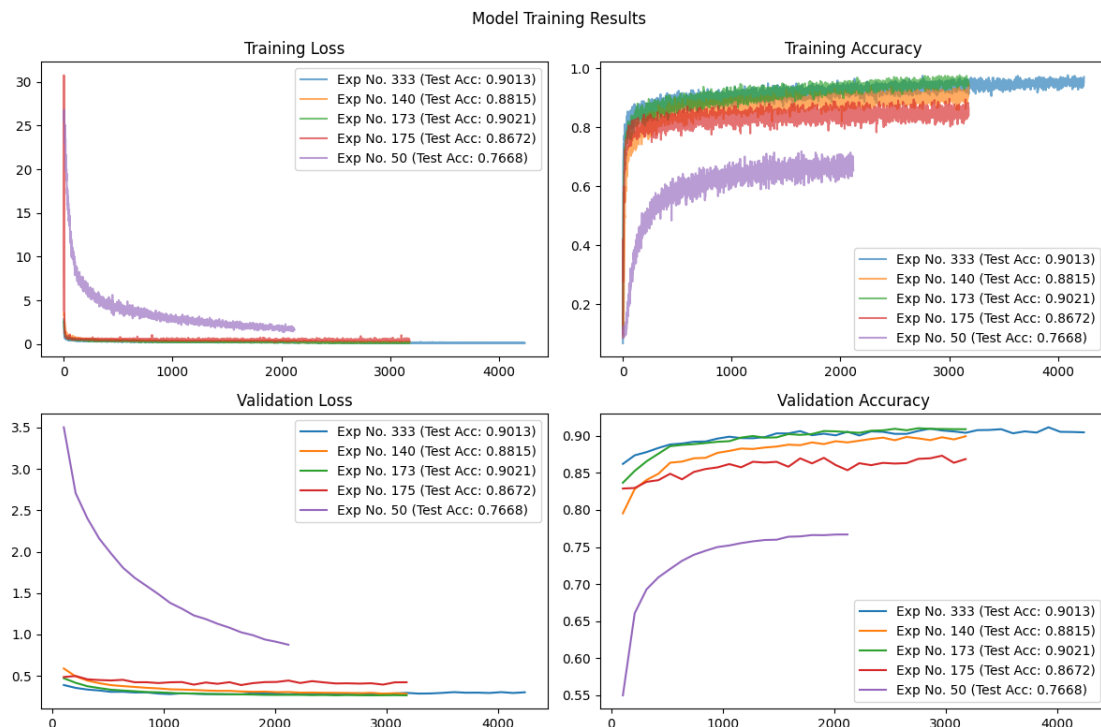 Model Training Results
Training Loss
30
25
20
15
10
5
0
0 1000 2000 3000 4000
Exp No. 333 (Test Acc: 0.9013)
Exp No. 140 (Test Acc: 0.8815)
Exp No. 173 (Test Acc: 0.9021)
Exp No. 175 (Test Acc: 0.8672)
Exp No. 50 (Test Acc: 0.7668)
Training Accuracy
1.0
0.8
0.6
0.4
0.2
0 1000 2000 3000 4000
Exp No. 333 (Test Acc: 0.9013)
Exp No. 140 (Test Acc: 0.8815)
Exp No. 173 (Test Acc: 0.9021)
Exp No. 175 (Test Acc: 0.8672)
Exp No. 50 (Test Acc: 0.7668)
Validation Loss
3.5
3.0
2.5
2.0
1.5
1.0
0.5
0 1000 2000 3000 4000
Exp No. 333 (Test Acc: 0.9013)
Exp No. 140 (Test Acc: 0.8815)
Exp No. 173 (Test Acc: 0.9021)
Exp No. 175 (Test Acc: 0.8672)
Exp No. 50 (Test Acc: 0.7668)
Validation Accuracy
0.90
0.85
0.80
0.75
0.70
0.65
0.60
0.55
0 1000 2000 3000 4000
Exp No. 333 (Test Acc: 0.9013)
Exp No. 140 (Test Acc: 0.8815)
Exp No. 173 (Test Acc: 0.9021)
Exp No. 175 (Test Acc: 0.8672)
Exp No. 50 (Test Acc: 0.7668)